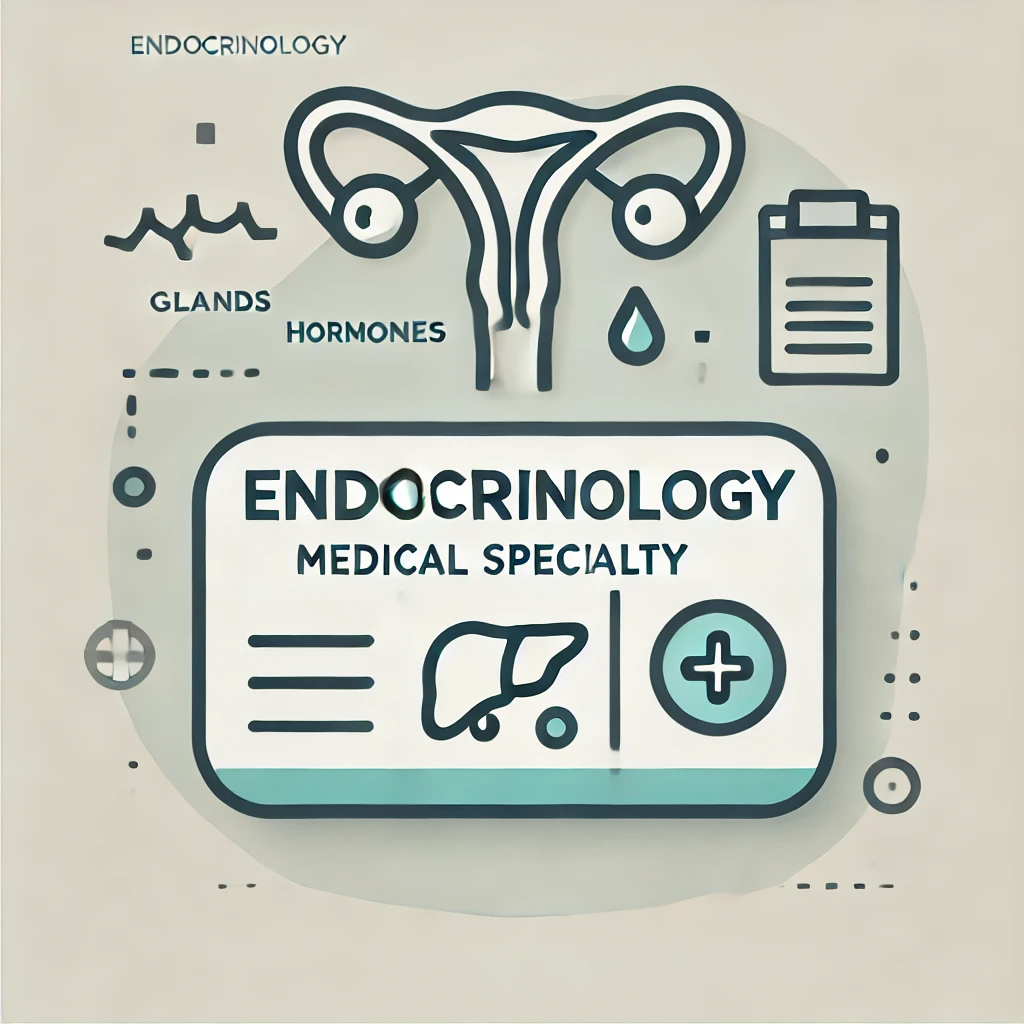 ENDOCRINOLOGY
GLANDS
HORMONES
ENDOCRINOLOGY
MEDICAL SPECIALTY